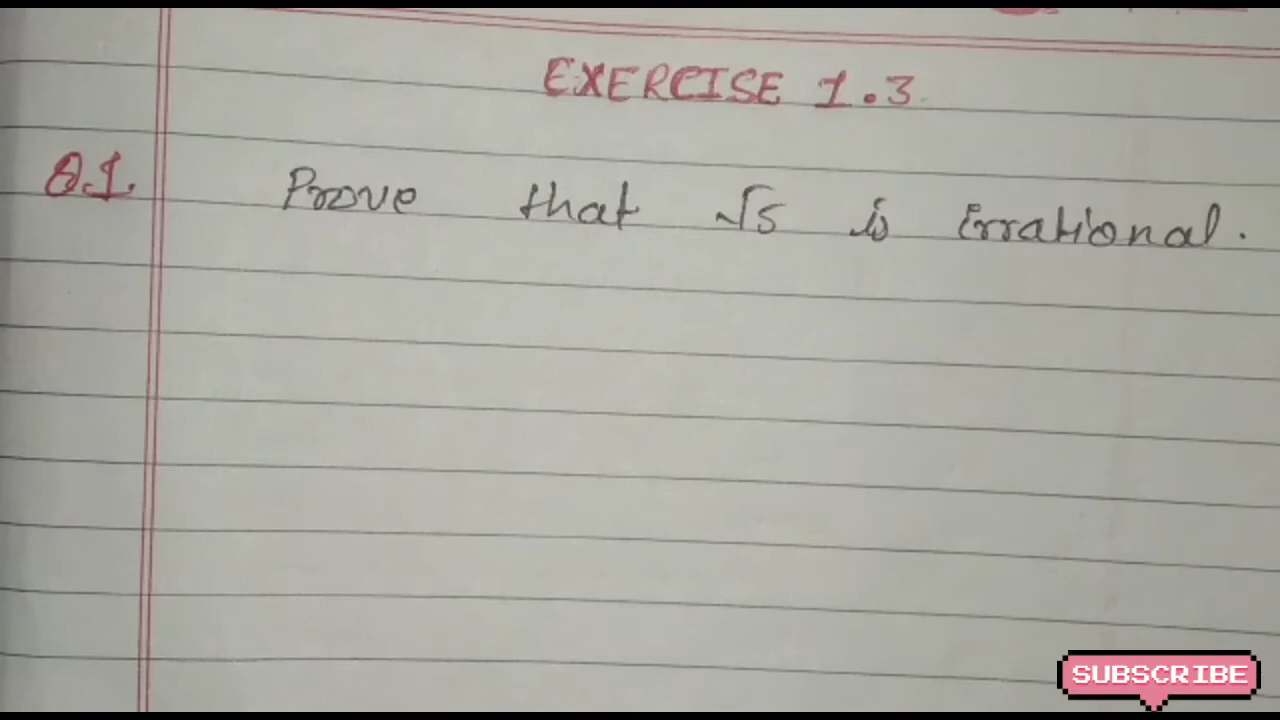 EXERCISE 1.3
Q.1. Prove that √5 is irrational.
SUBSCRIBE